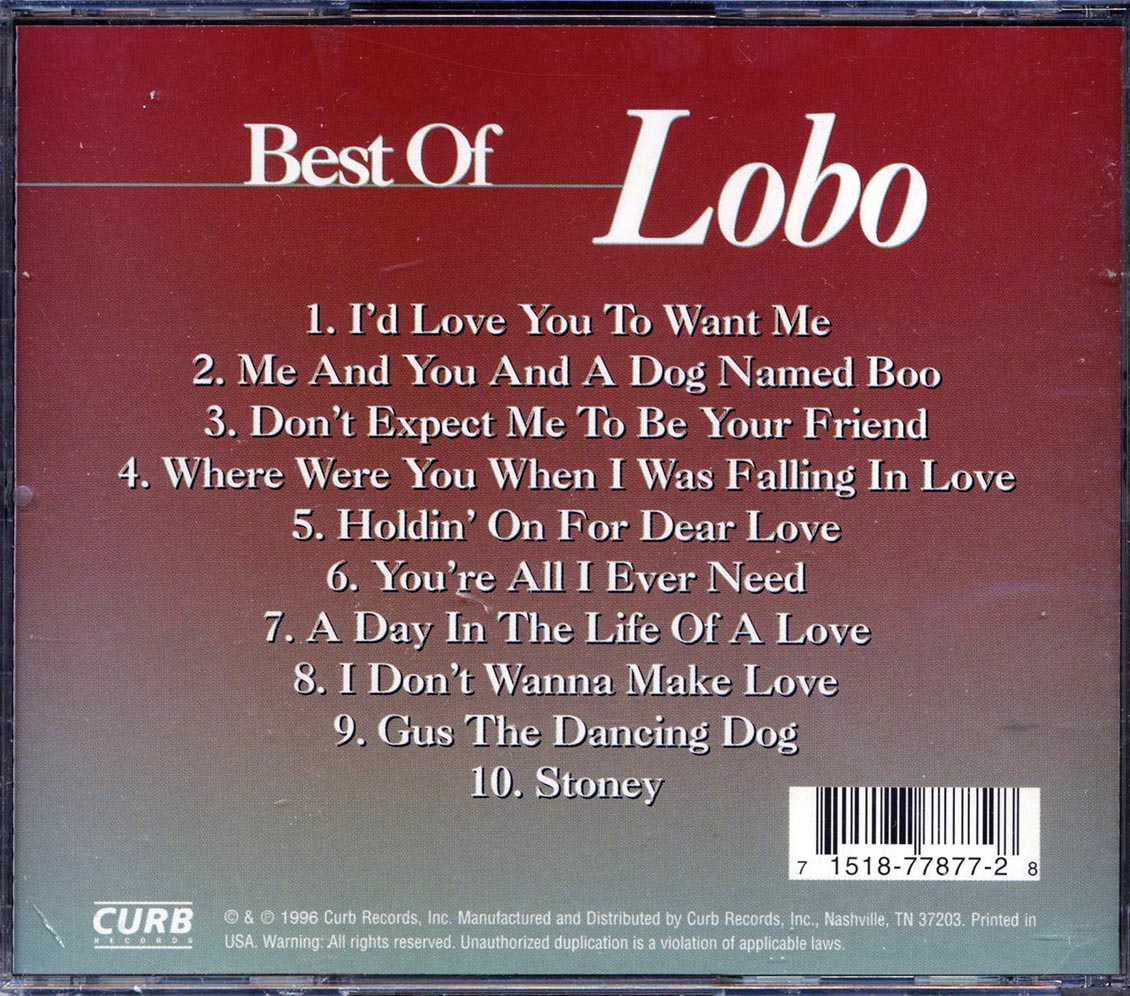 Best Of Lobo
1. I'd Love You To Want Me
2. Me And You And A Dog Named Boo
3. Don't Expect Me To Be Your Friend
4. Where Were You When I Was Falling In Love
5. Holdin' On For Dear Love
6. You're All I Ever Need
7. A Day In The Life Of A Love
8. I Don't Wanna Make Love
9. Gus The Dancing Dog
10. Stoney
7 15187-7877-2 8
CURB
RECORDS
© & ℗ 1996 Curb Records, Inc. Manufactured and Distributed by Curb Records, Inc., Nashville, TN 37203. Printed in
USA. Warning: All rights reserved. Unauthorized duplication is a violation of applicable laws.